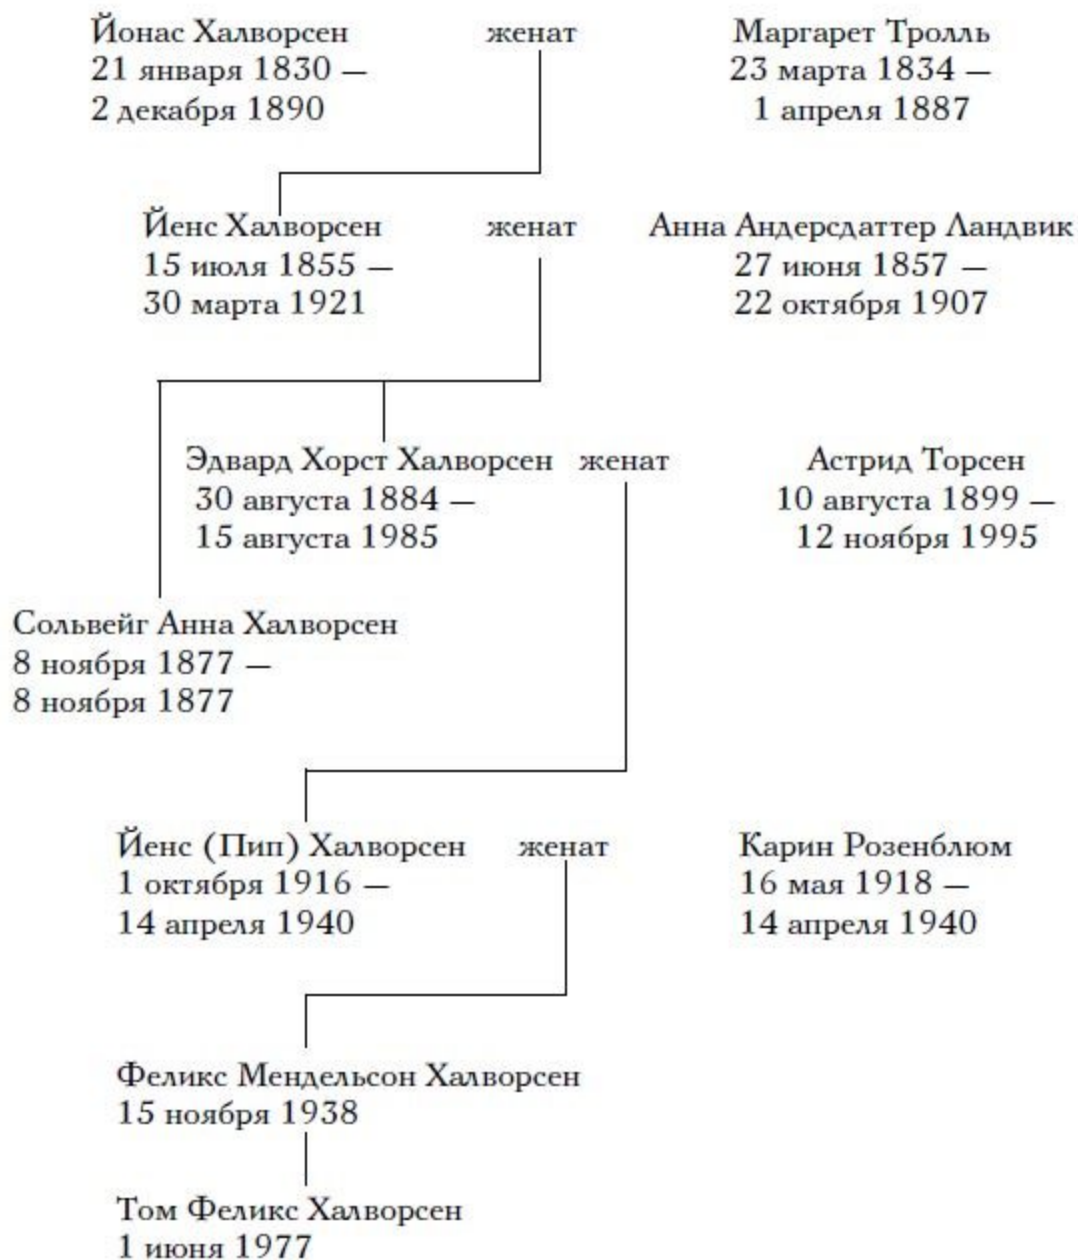 Йонас Халворсен женат Маргарет Тролль
21 января 1830 — 23 марта 1834 —
2 декабря 1890 1 апреля 1887
Йенс Халворсен женат Анна Андерсдаттер Ландвик
15 июля 1855 — 27 июня 1857 —
30 марта 1921 22 октября 1907
Эдвард Хорст Халворсен женат Астрид Торсен
30 августа 1884 — 10 августа 1899 —
15 августа 1985 12 ноября 1995
Сольвейг Анна Халворсен
8 ноября 1877 —
8 ноября 1877
Йенс (Пип) Халворсен женат Карин Розенблюм
1 октября 1916 — 16 мая 1918 —
14 апреля 1940 14 апреля 1940
Феликс Мендельсон Халворсен
15 ноября 1938
Том Феликс Халворсен
1 июня 1977